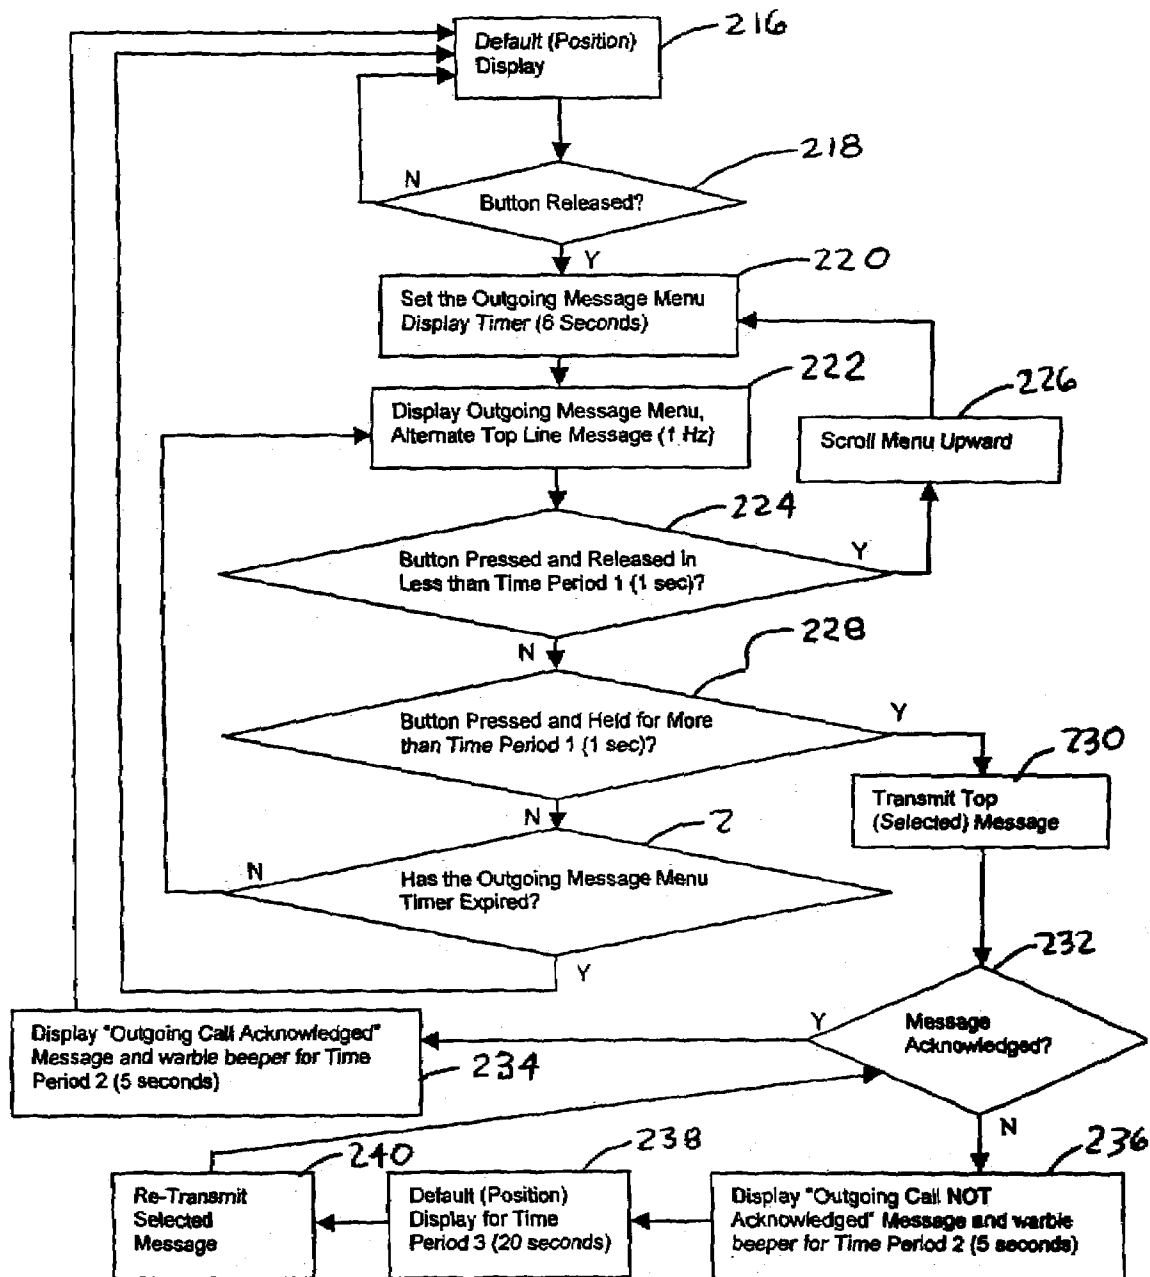 216
Default (Position)
Display
218
N
Button Released?
Y
220
Set the Outgoing Message Menu
Display Timer (6 Seconds)
222
Display Outgoing Message Menu,
Alternate Top Line Message (1 Hz)
226
Scroll Menu Upward
224
Y
Button Pressed and Released in
Less than Time Period 1 (1 sec)?
N
228
Y
Button Pressed and Held for More
than Time Period 1 (1 sec)?
230
Transmit Top
(Selected) Message
N
2
N
Has the Outgoing Message Menu
Timer Expired?
Y
232
Y
Message
Acknowledged?
Display "Outgoing Call Acknowledged"
Message and warble beeper for Time
Period 2 (5 seconds)
234
N
236
238
240
Re-Transmit
Selected
Message
Default (Position)
Display for Time
Period 3 (20 seconds)
Display "Outgoing Call NOT
Acknowledged" Message and warble
beeper for Time Period 2 (5 seconds)